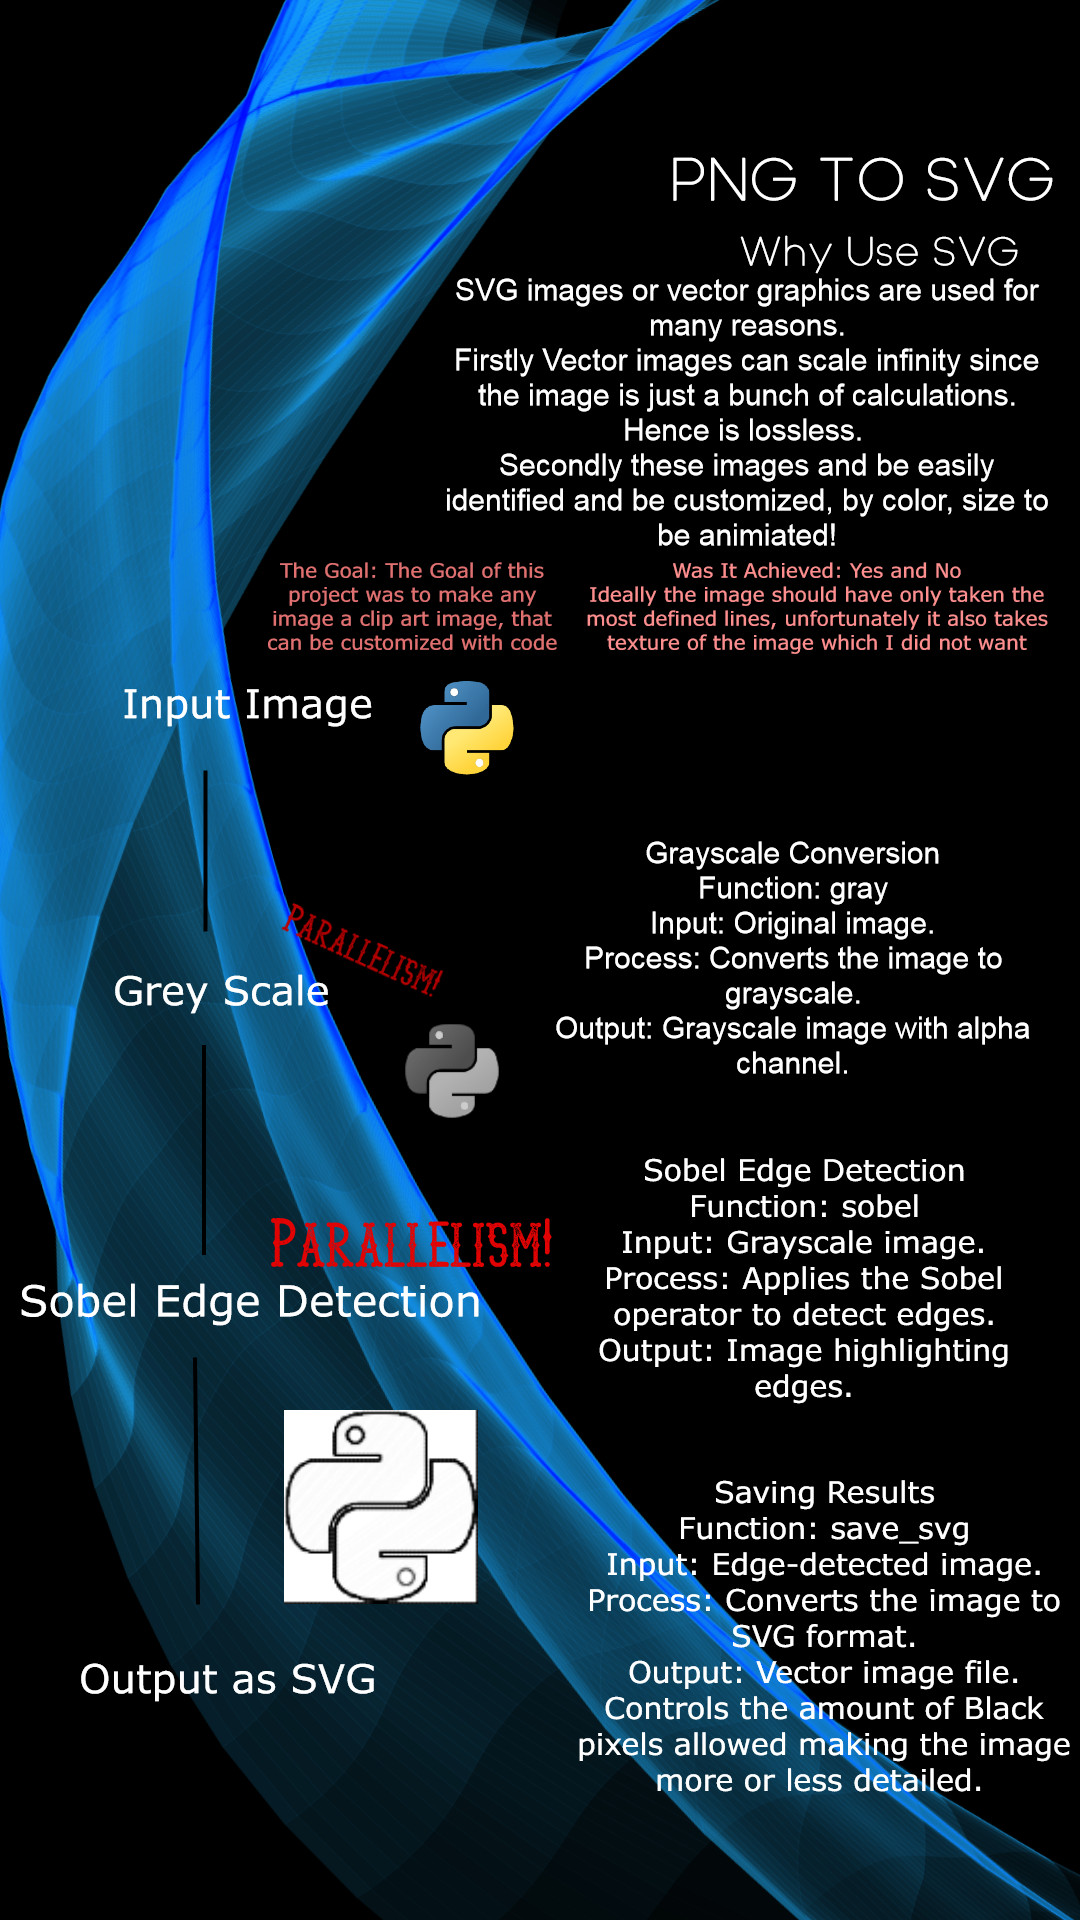 PNG TO SVG
Why Use SVG
SVG images or vector graphics are used for
many reasons.
Firstly Vector images can scale infinity since
the image is just a bunch of calculations.
Hence is lossless.
Secondly these images and be easily
identified and be customized, by color, size to
be animiated!
The Goal: The Goal of this
project was to make any
image a clip art image, that
can be customized with code
Was It Achieved: Yes and No
Ideally the image should have only taken the
most defined lines, unfortunately it also takes
texture of the image which I did not want
Input Image
Parallelism!
Grey Scale
Grayscale Conversion
Function: gray
Input: Original image.
Process: Converts the image to
grayscale.
Output: Grayscale image with alpha
channel.
Parallelism!
Sobel Edge Detection
Sobel Edge Detection
Function: sobel
Input: Grayscale image.
Process: Applies the Sobel
operator to detect edges.
Output: Image highlighting
edges.
Output as SVG
Saving Results
Function: save_svg
Input: Edge-detected image.
Process: Converts the image to
SVG format.
Output: Vector image file.
Controls the amount of Black
pixels allowed making the image
more or less detailed.